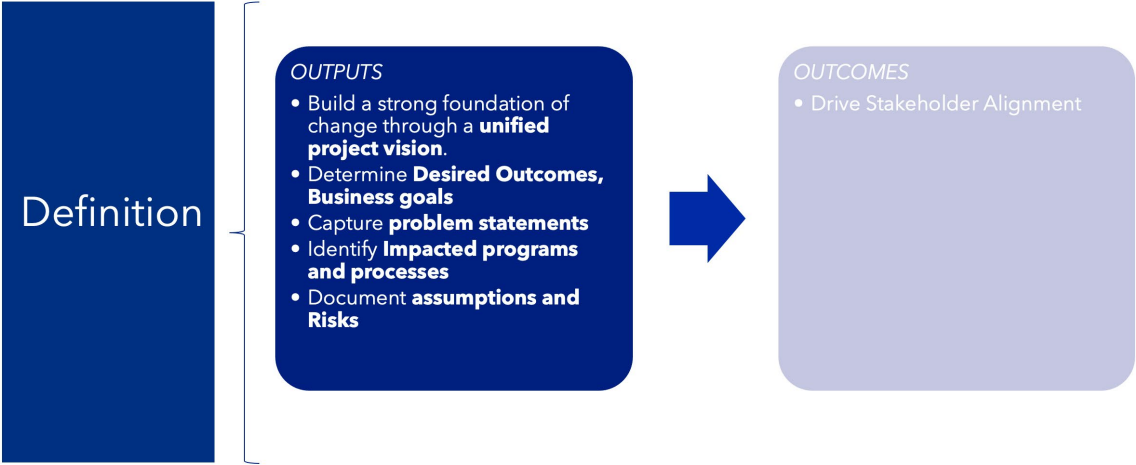 Definition
OUTPUTS
• Build a strong foundation of
change through a unified
project vision.
• Determine Desired Outcomes,
Business goals
• Capture problem statements
• Identify Impacted programs
and processes
• Document assumptions and
Risks
OUTCOMES
• Drive Stakeholder Alignment